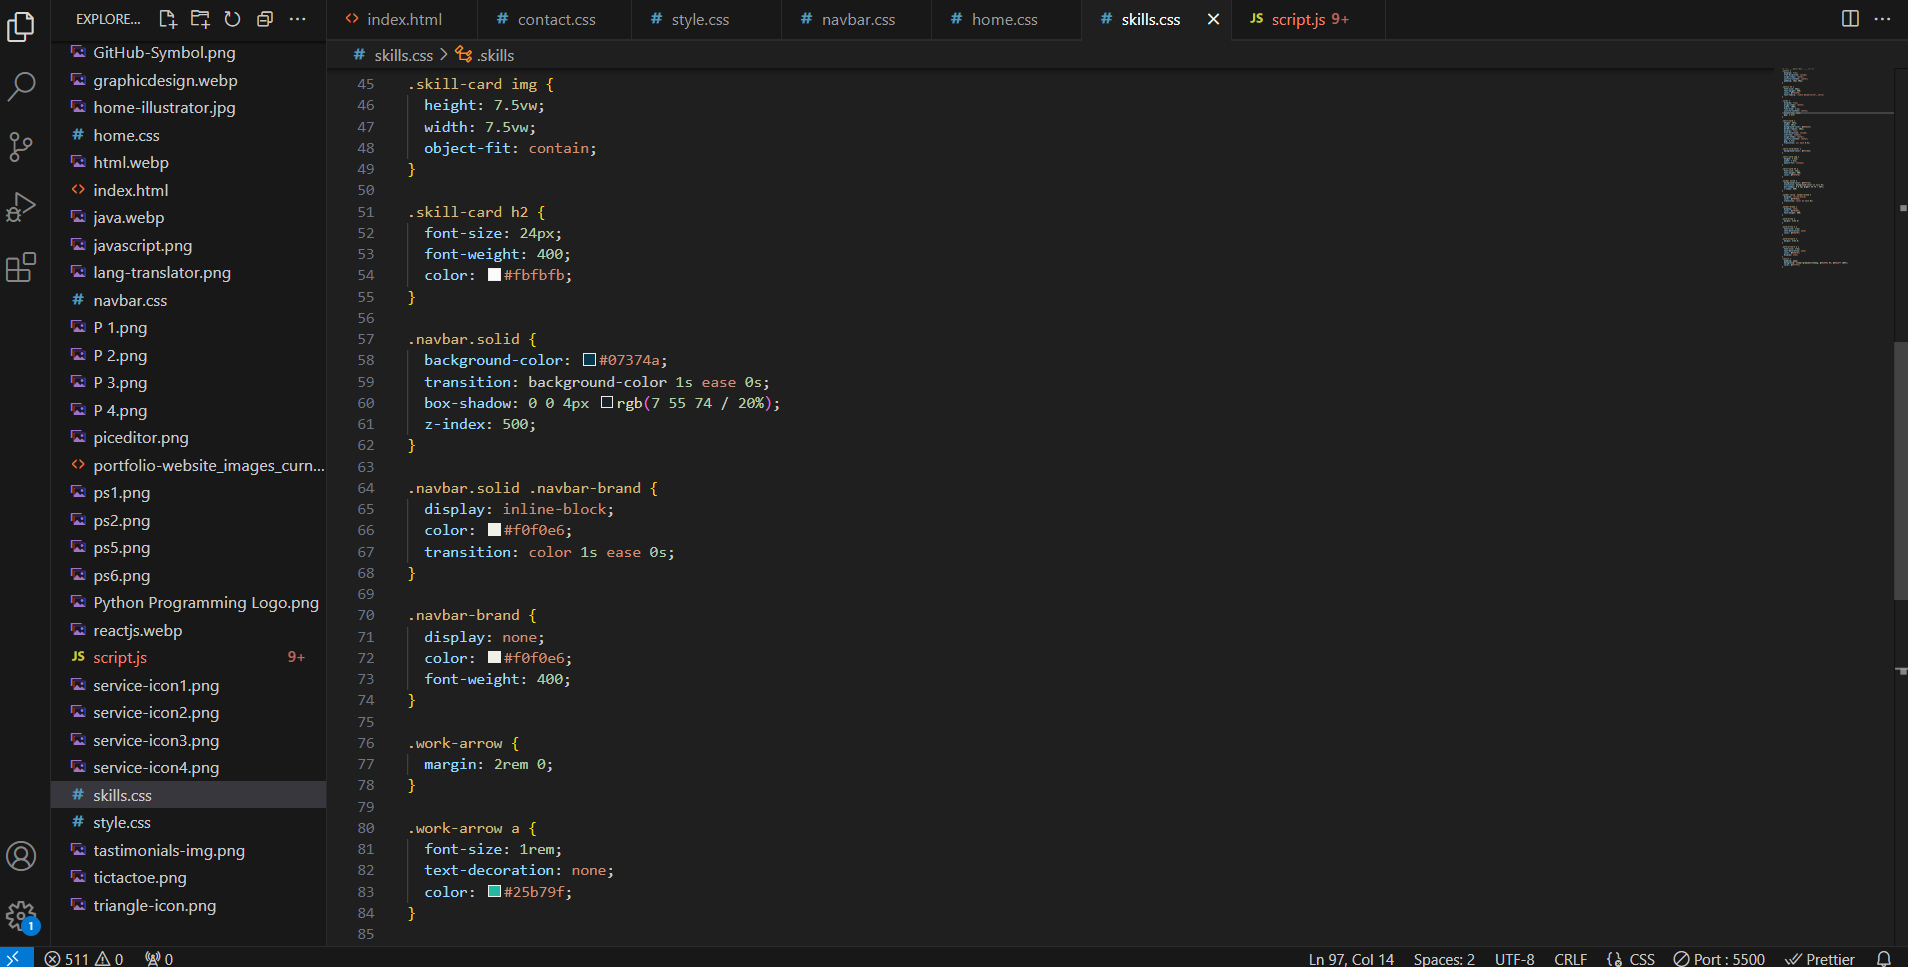 EXPLORE...
index.html
contact.css
style.css
navbar.css
home.css
skills.css
JS script.js 9+
skills.css > .skills
GitHub-Symbol.png
graphicdesign.webp
home-illustrator.jpg
home.css
html.webp
index.html
java.webp
javascript.png
lang-translator.png
navbar.css
P 1.png
P 2.png
P 3.png
P 4.png
piceditor.png
portfolio-website_images_curn...
ps1.png
ps2.png
ps5.png
ps6.png
Python Programming Logo.png
reactjs.webp
JS script.js 9+
service-icon1.png
service-icon2.png
service-icon3.png
service-icon4.png
skills.css
style.css
tastimonials-img.png
tictactoe.png
triangle-icon.png
1
45 .skill-card img {
46 height: 7.5vw;
47 width: 7.5vw;
48 object-fit: contain;
49 }
50
51 .skill-card h2 {
52 font-size: 24px;
53 font-weight: 400;
54 color: #fbfbfb;
55 }
56
57 .navbar.solid {
58 background-color: #07374a;
59 transition: background-color 1s ease 0s;
60 box-shadow: 0 0 4px rgb(7 55 74 / 20%);
61 z-index: 500;
62 }
63
64 .navbar.solid .navbar-brand {
65 display: inline-block;
66 color: #f0f0e6;
67 transition: color 1s ease 0s;
68 }
69
70 .navbar-brand {
71 display: none;
72 color: #f0f0e6;
73 font-weight: 400;
74 }
75
76 .work-arrow {
77 margin: 2rem 0;
78 }
79
80 .work-arrow a {
81 font-size: 1rem;
82 text-decoration: none;
83 color: #25b79f;
84 }
85
511 0 0
Ln 97, Col 14
Spaces: 2
UTF-8
CRLF
{} CSS
Port : 5500
Prettier